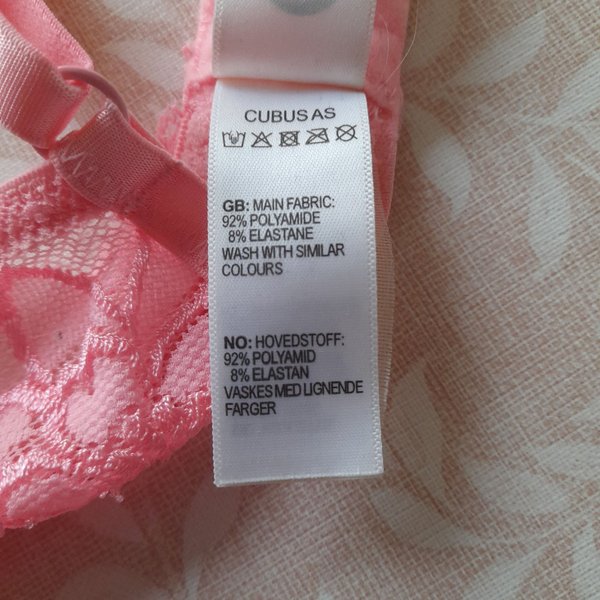 CUBUS AS
GB: MAIN FABRIC:
92% POLYAMIDE
8% ELASTANE
WASH WITH SIMILAR
COLOURS
NO: HOVEDSTOFF:
92% POLYAMID
8% ELASTAN
VASKES MED LIGNENDE
FARGER